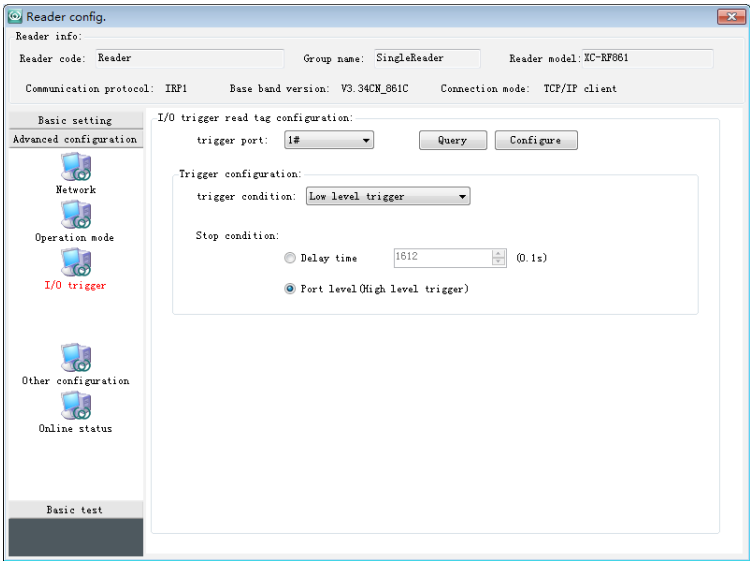 Reader config.
Reader info:
Reader code: Reader Group name: SingleReader Reader model: XC-RF861
Communication protocol: IRP1 Base band version: V3.34CN_861C Connection mode: TCP/IP client
Basic setting
Advanced configuration
Network
Operation mode
I/O trigger
Other configuration
Online status
Basic test
I/O trigger read tag configuration:
trigger port: 1# Query Configure
Trigger configuration:
trigger condition: Low level trigger
Stop condition:
Delay time 1612 (0.1s)
Port level(High level trigger)